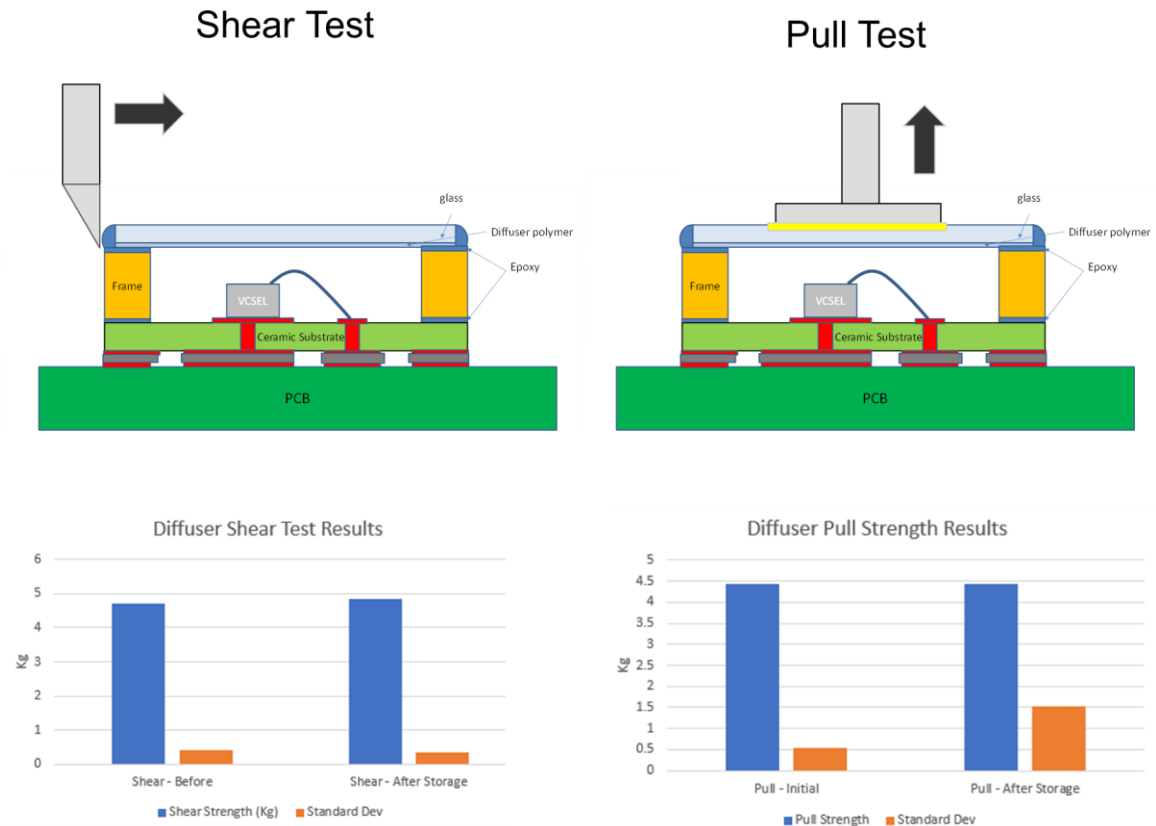 Shear Test
glass
Diffuser polymer
Epoxy
Frame
VCSEL
Ceramic Substrate
PCB
Pull Test
glass
Diffuser polymer
Epoxy
Frame
VCSEL
Ceramic Substrate
PCB
Diffuser Shear Test Results
6
5
4
3
2
1
0
Kg
Shear - Before
Shear - After Storage
Shear Strength (Kg)
Standard Dev
Diffuser Pull Strength Results
5
4.5
4
3.5
3
2.5
2
1.5
1
0.5
0
Kg
Pull - Initial
Pull - After Storage
Pull Strength
Standard Dev